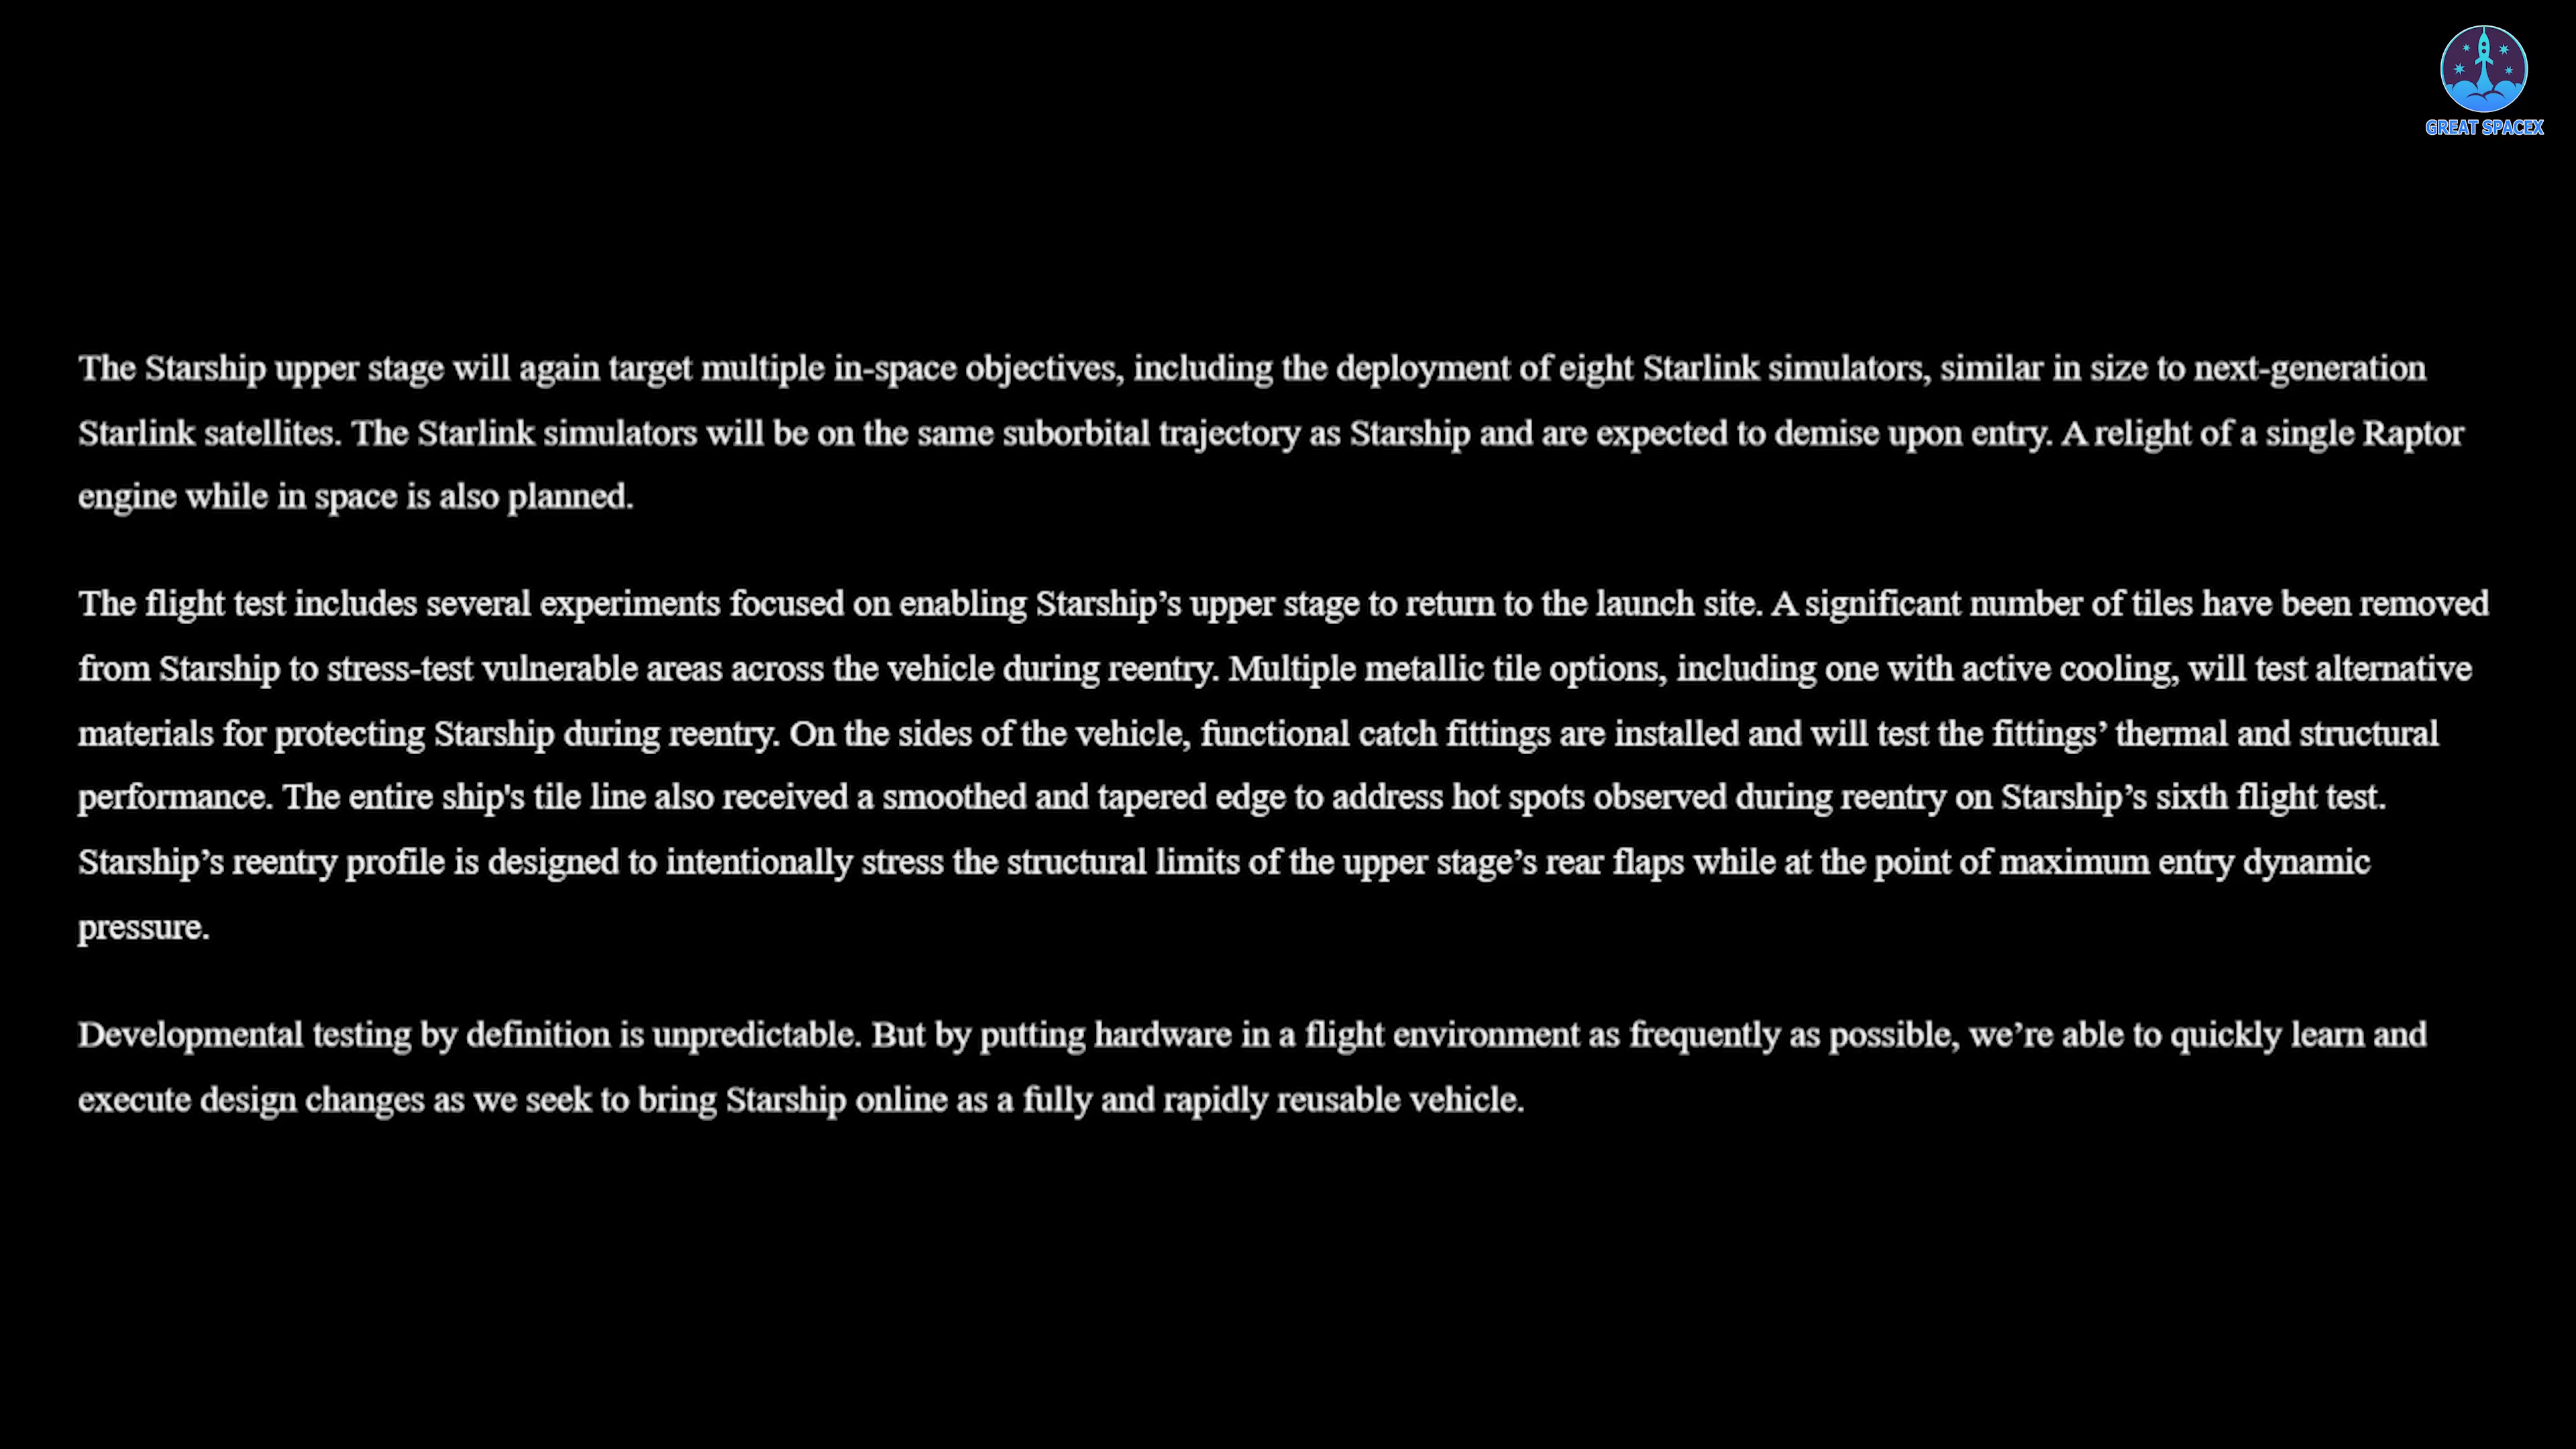 GREAT SPACEX
The Starship upper stage will again target multiple in-space objectives, including the deployment of eight Starlink simulators, similar in size to next-generation
Starlink satellites. The Starlink simulators will be on the same suborbital trajectory as Starship and are expected to demise upon entry. A relight of a single Raptor
engine while in space is also planned.
The flight test includes several experiments focused on enabling Starship’s upper stage to return to the launch site. A significant number of tiles have been removed
from Starship to stress-test vulnerable areas across the vehicle during reentry. Multiple metallic tile options, including one with active cooling, will test alternative
materials for protecting Starship during reentry. On the sides of the vehicle, functional catch fittings are installed and will test the fittings’ thermal and structural
performance. The entire ship's tile line also received a smoothed and tapered edge to address hot spots observed during reentry on Starship’s sixth flight test.
Starship’s reentry profile is designed to intentionally stress the structural limits of the upper stage’s rear flaps while at the point of maximum entry dynamic
pressure.
Developmental testing by definition is unpredictable. But by putting hardware in a flight environment as frequently as possible, we’re able to quickly learn and
execute design changes as we seek to bring Starship online as a fully and rapidly reusable vehicle.